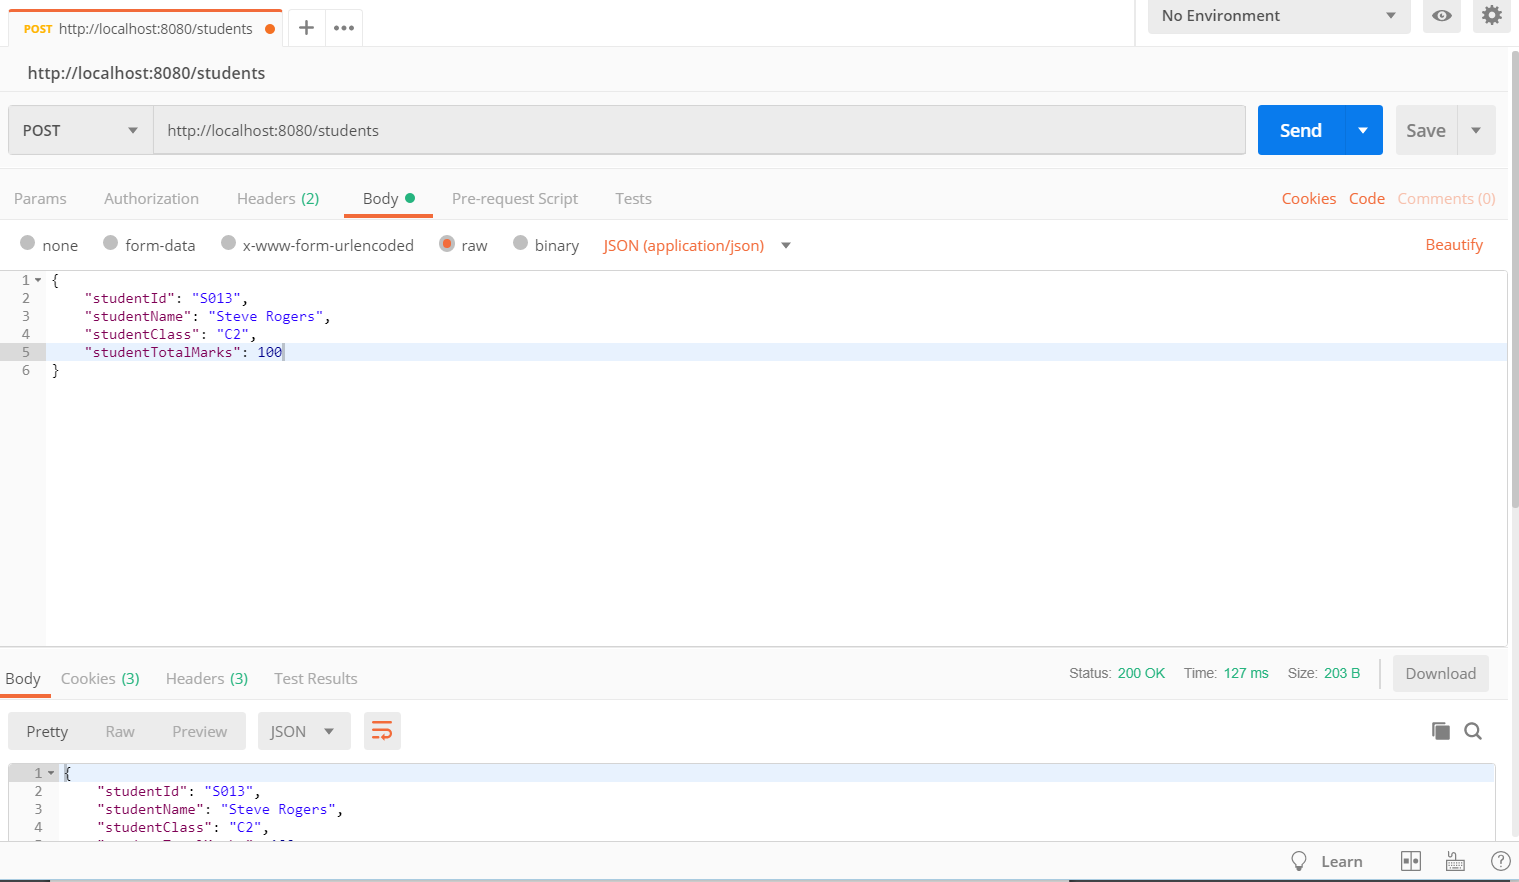 POST http://localhost:8080/students
No Environment
http://localhost:8080/students
POST http://localhost:8080/students Send Save
Params Authorization Headers (2) Body Pre-request Script Tests Cookies Code Comments (0)
none form-data x-www-form-urlencoded raw binary JSON (application/json) Beautify
1 {
2 "studentId": "S013",
3 "studentName": "Steve Rogers",
4 "studentClass": "C2",
5 "studentTotalMarks": 100
6 }
Body Cookies (3) Headers (3) Test Results Status: 200 OK Time: 127 ms Size: 203 B Download
Pretty Raw Preview JSON
1 {
2 "studentId": "S013",
3 "studentName": "Steve Rogers",
4 "studentClass": "C2",
Learn